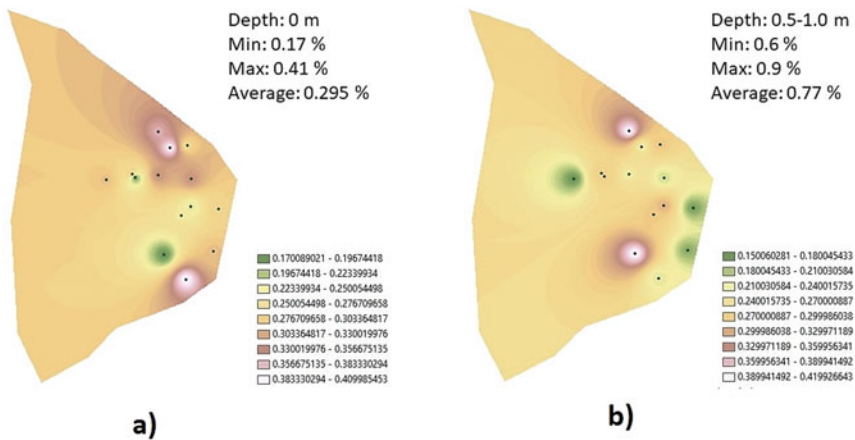 Depth: 0 m
Min: 0.17 %
Max: 0.41 %
Average: 0.295 %
0.170089021 - 0.19674418
0.19674418 - 0.22339934
0.22339934 - 0.250054498
0.250054498 - 0.276709658
0.276709658 - 0.303364817
0.303364817 - 0.330019976
0.330019976 - 0.356675135
0.356675135 - 0.383330294
0.383330294 - 0.409985453
a)
Depth: 0.5-1.0 m
Min: 0.6 %
Max: 0.9 %
Average: 0.77 %
0.150060281 - 0.180045433
0.180045433 - 0.210030584
0.210030584 - 0.240015735
0.240015735 - 0.270000887
0.270000887 - 0.299986038
0.299986038 - 0.329971189
0.329971189 - 0.359956341
0.359956341 - 0.389941492
0.389941492 - 0.419926643
b)